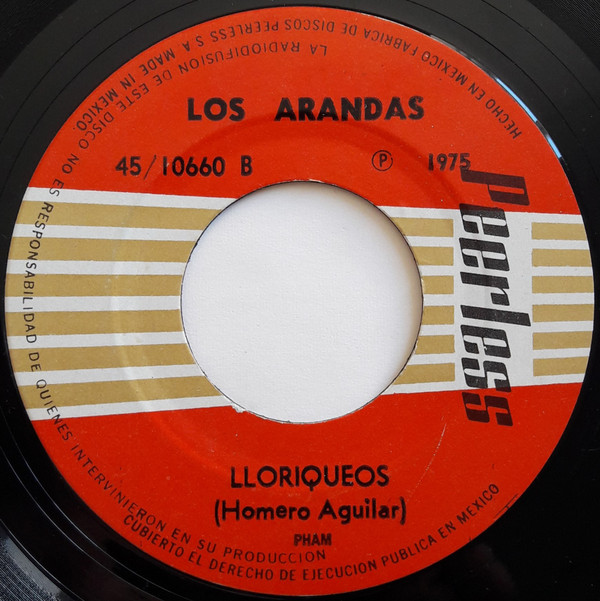 LOS ARANDAS
45/10660 B
Ⓟ 1975
Peerless
LLORIQUEOS
(Homero Aguilar)
PHAM
LA RADIODIFUSION DE ESTE DISCO NO ES RESPONSABILIDAD DE QUIENES INTERVINIERON EN SU PRODUCCION
CUBIERTO EL DERECHO DE EJECUCION PUBLICA EN MEXICO
HECHO EN MEXICO FABRICA DE DISCOS PEERLESS S.A. MADE IN MEXICO